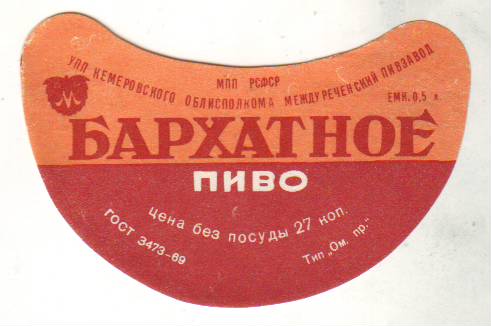 МПП РСФСР
УПП КЕМЕРОВСКОГО ОБЛИСПОЛКОМА МЕЖДУРЕЧЕНСКИЙ ПИВЗАВОД
М
ЕМК. 0,5 л
БАРХАТНОЕ
ПИВО
цена без посуды 27 коп.
ГОСТ 3473–69
Тип „Ом. пр."